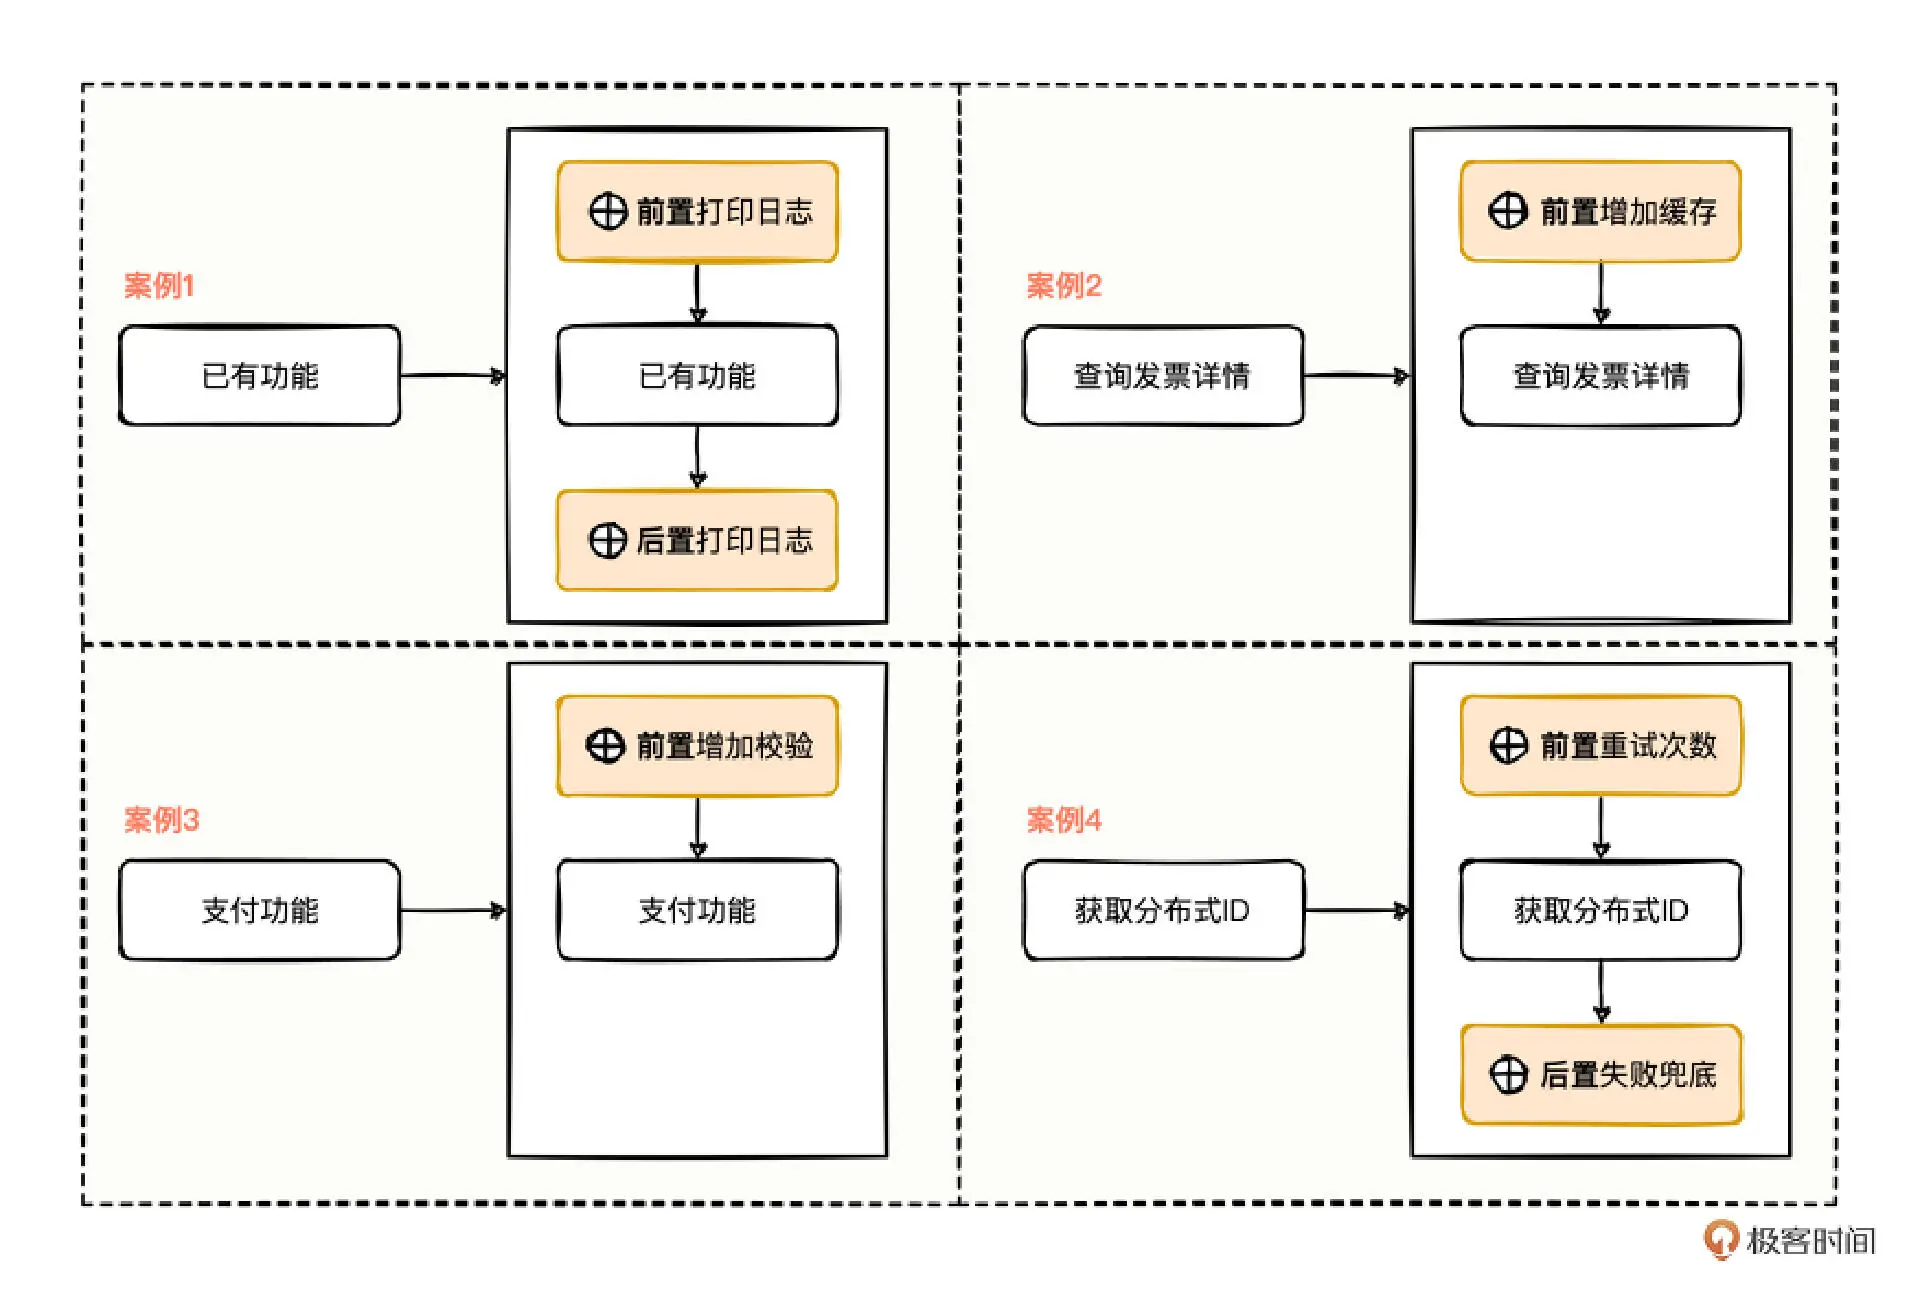 案例1
已有功能
前置打印日志
已有功能
后置打印日志
案例2
查询发票详情
前置增加缓存
查询发票详情
案例3
支付功能
前置增加校验
支付功能
案例4
获取分布式ID
前置重试次数
获取分布式ID
后置失败兜底
极客时间